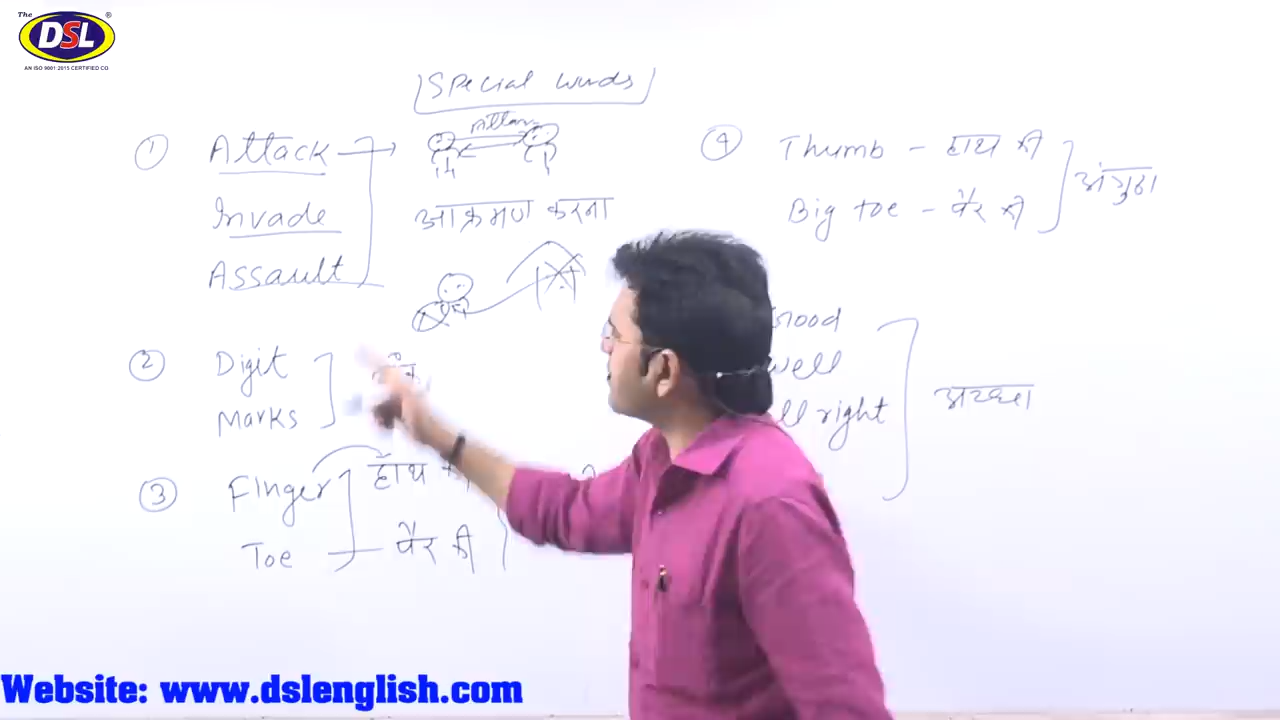 The
DSL
®
AN ISO 9001 2015 CERTIFIED CO
Special words
① Attack
Attack
Invade
आक्रमण करना
Assault
② Digit
Marks
③ Finger हाँथ
Toe पैर की
④ Thumb - हाथ की
अंगुठा
Big toe - पैर की
Good
well
right
अच्छा
Website: www.dslenglish.com